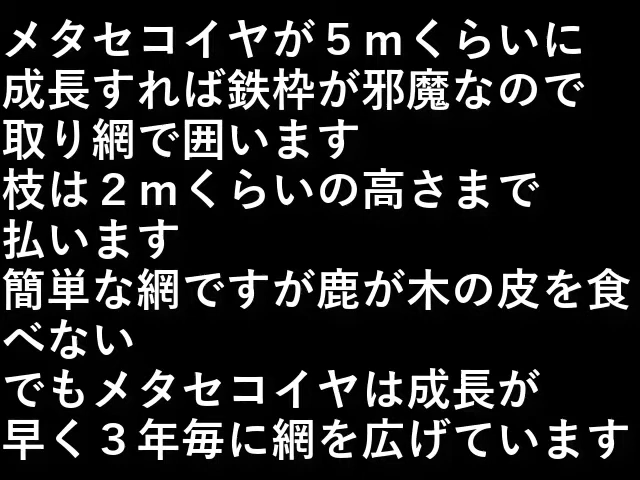 メタセコイヤが５ｍくらいに
成長すれば鉄枠が邪魔なので
取り網で囲います
枝は２ｍくらいの高さまで
払います
簡単な網ですが鹿が木の皮を食
べない
でもメタセコイヤは成長が
早く３年毎に網を広げています